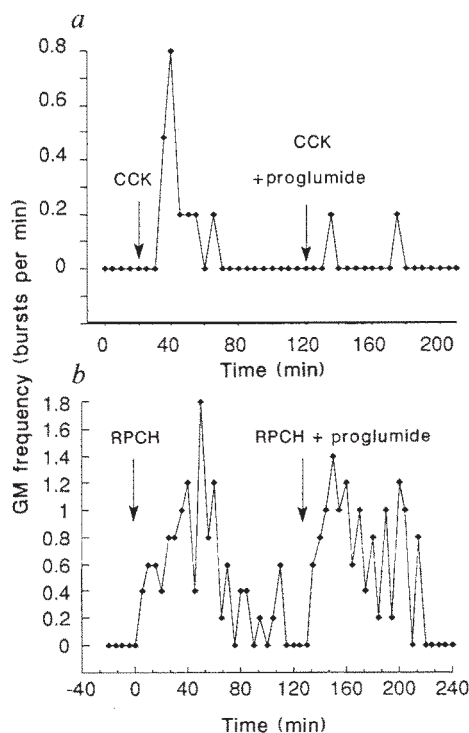 a
0.8
0.6
0.4
0.2
0
CCK
CCK
+proglumide
0 40 80 120 160 200
Time (min)
GM frequency (bursts per min)
b
1.8
1.6
1.4
1.2
1
0.8
0.6
0.4
0.2
0
RPCH
RPCH + proglumide
-40 0 40 80 120 160 200 240
Time (min)